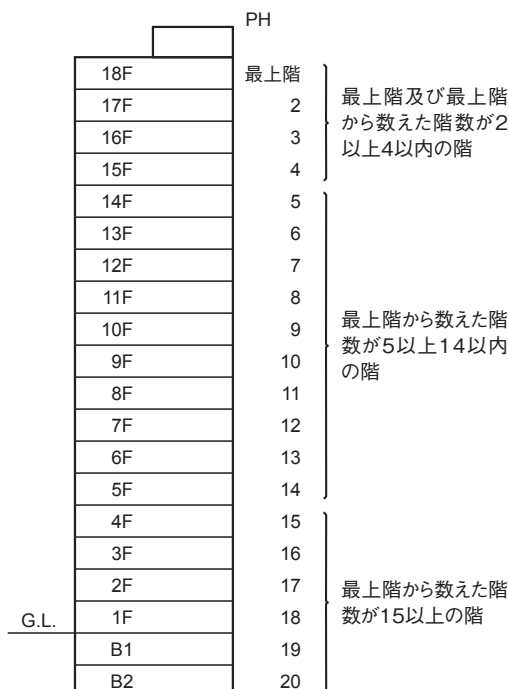 PH
18F 最上階
17F 2
16F 3
15F 4
最上階及び最上階
から数えた階数が2
以上4以内の階
14F 5
13F 6
12F 7
11F 8
10F 9
9F 10
8F 11
7F 12
6F 13
5F 14
最上階から数えた階
数が5以上14以内
の階
4F 15
3F 16
2F 17
G.L. 1F 18
B1 19
B2 20
最上階から数えた階
数が15以上の階